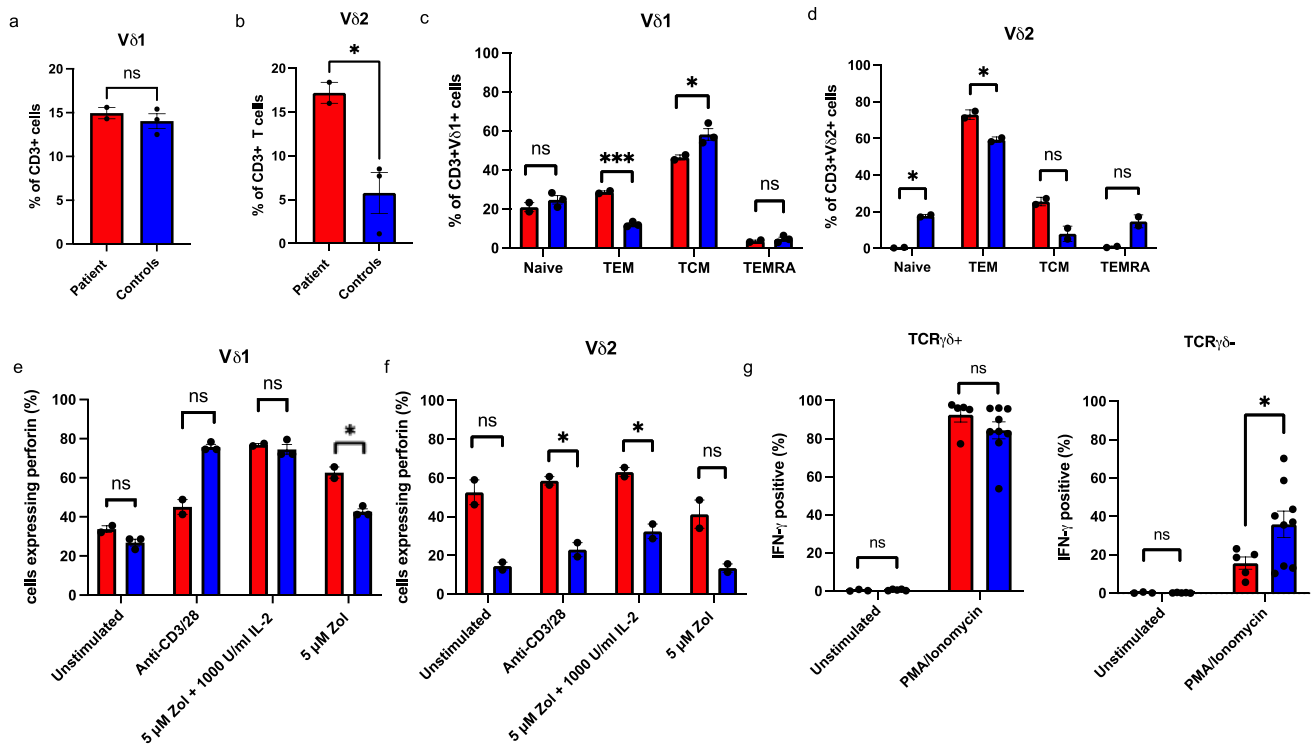 a
Vδ1
ns
% of CD3+ cells
20
15
10
5
0
Patient
Controls
b
Vδ2
*
% of CD3+ T cells
20
15
10
5
0
Patient
Controls
c
Vδ1
% of CD3+Vδ1+ cells
100
80
60
40
20
0
ns
***
*
ns
Naive
TEM
TCM
TEMRA
d
Vδ2
% of CD3+Vδ2+ cells
100
80
60
40
20
0
*
*
ns
ns
Naive
TEM
TCM
TEMRA
e
Vδ1
cells expressing perforin (%)
100
80
60
40
20
0
ns
ns
ns
*
Unstimulated
Anti-CD3/28
5 µM Zol + 1000 U/ml IL-2
5 µM Zol
f
Vδ2
cells expressing perforin (%)
100
80
60
40
20
0
ns
*
*
ns
Unstimulated
Anti-CD3/28
5 µM Zol + 1000 U/ml IL-2
5 µM Zol
g
TCRγδ+
IFN-γ positive (%)
100
80
60
40
20
0
ns
ns
Unstimulated
PMA/Ionomycin
TCRγδ-
IFN-γ positive (%)
100
80
60
40
20
0
ns
*
Unstimulated
PMA/Ionomycin